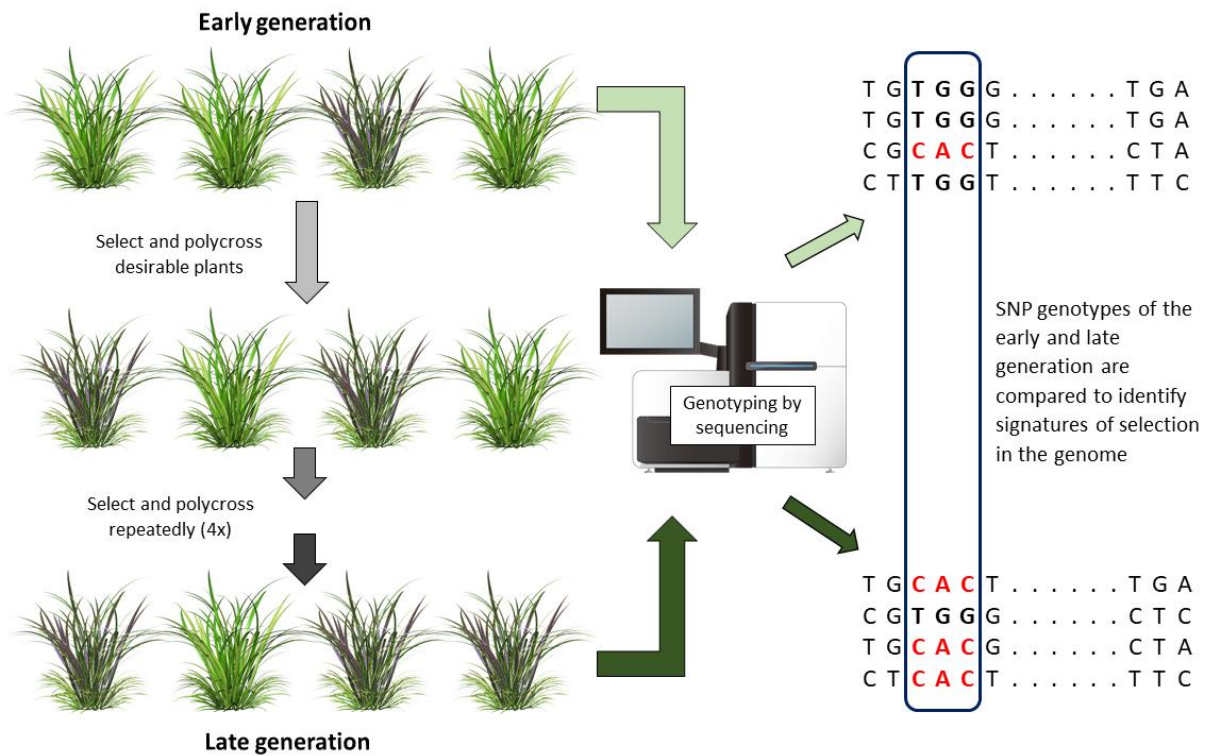 Early generation
Select and polycross
desirable plants
Select and polycross
repeatedly (4x)
Late generation
Genotyping by
sequencing
T G T G G G . . . . . . T G A
T G T G G G . . . . . . T G A
C G C A C T . . . . . . C T A
C T T G G T . . . . . . T T C
SNP genotypes of the
early and late
generation are
compared to identify
signatures of selection
in the genome
T G C A C T . . . . . . T G A
C G T G G G . . . . . . C T C
T G C A C G . . . . . . C T A
C T C A C T . . . . . . T T C